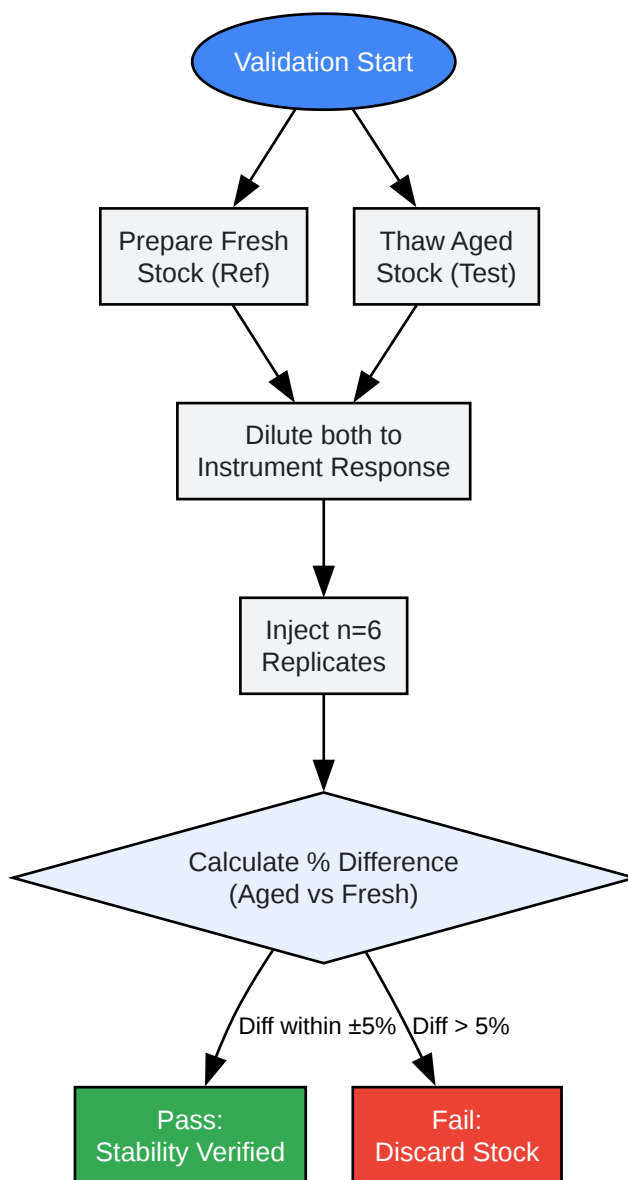 Validation Start
Prepare Fresh
Stock (Ref)
Thaw Aged
Stock (Test)
Dilute both to
Instrument Response
Inject n=6
Replicates
Calculate % Difference
(Aged vs Fresh)
Diff within ±5%
Diff > 5%
Pass:
Stability Verified
Fail:
Discard Stock